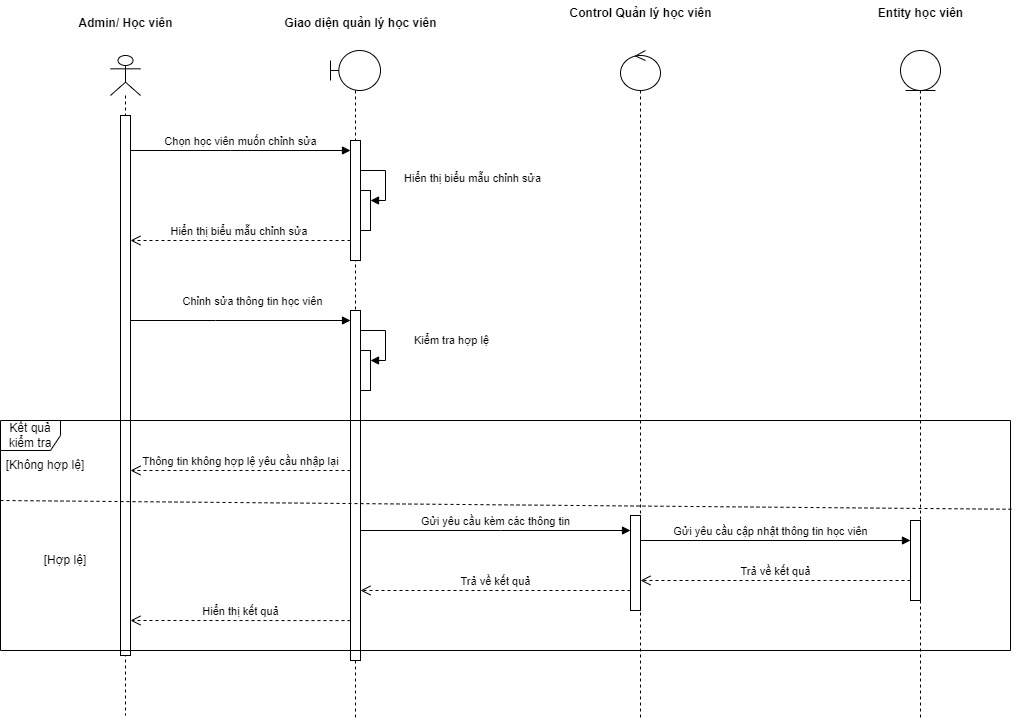 Admin/ Học viên
Giao diện quản lý học viên
Control Quản lý học viên
Entity học viên
Chọn học viên muốn chỉnh sửa
Hiển thị biểu mẫu chỉnh sửa
Hiển thị biểu mẫu chỉnh sửa
Chỉnh sửa thông tin học viên
Kiểm tra hợp lệ
Kết quả
kiểm tra
[Không hợp lệ]
Thông tin không hợp lệ yêu cầu nhập lại
Gửi yêu cầu kèm các thông tin
Gửi yêu cầu cập nhật thông tin học viên
[Hợp lệ]
Trả về kết quả
Trả về kết quả
Hiển thị kết quả